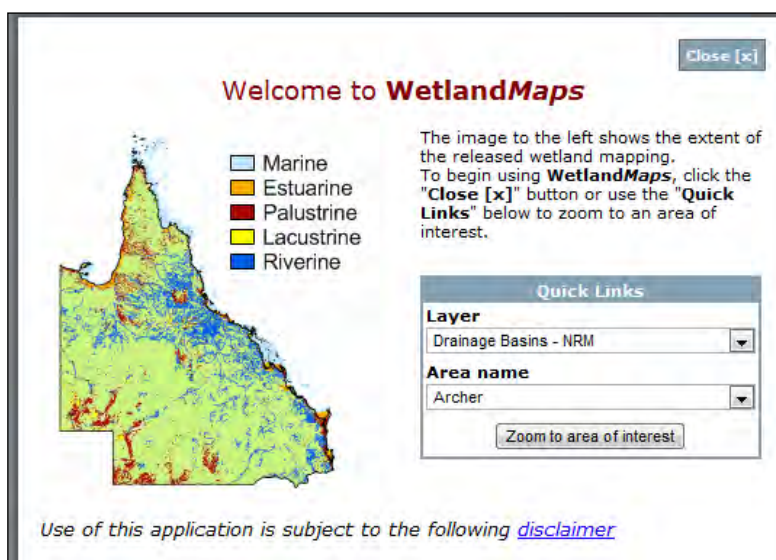 Close [x]
Welcome to WetlandMaps
Marine
Estuarine
Palustrine
Lacustrine
Riverine
The image to the left shows the extent of
the released wetland mapping.
To begin using WetlandMaps, click the
"Close [x]" button or use the "Quick
Links" below to zoom to an area of
interest.
Quick Links
Layer
Drainage Basins - NRM
Area name
Archer
Zoom to area of interest
Use of this application is subject to the following disclaimer